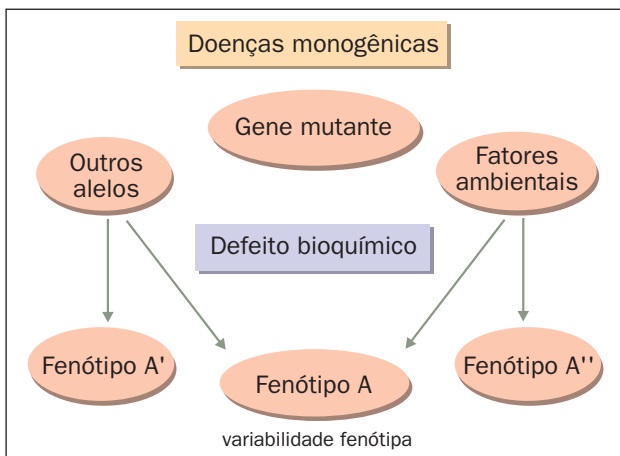 Doenças monogênicas
Gene mutante
Outros
alelos
Fatores
ambientais
Defeito bioquímico
Fenótipo A'
Fenótipo A
Fenótipo A''
variabilidade fenótipa